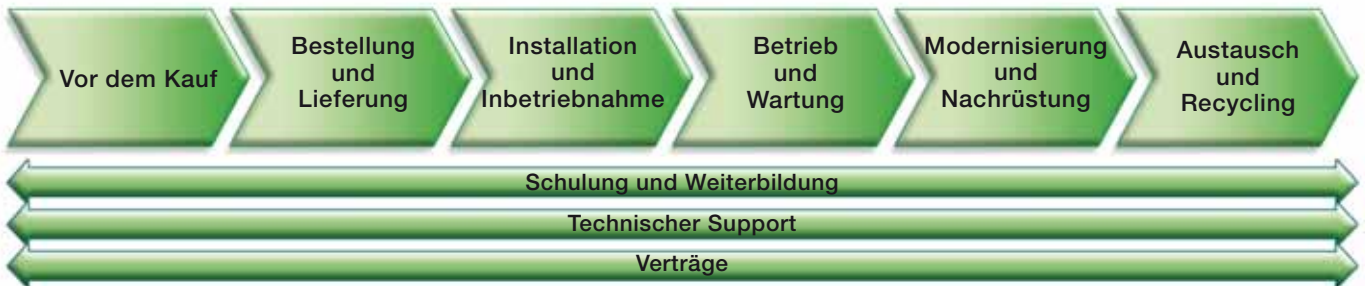 Vor dem Kauf
Bestellung
und
Lieferung
Installation
und
Inbetriebnahme
Betrieb
und
Wartung
Modernisierung
und
Nachrüstung
Austausch
und
Recycling
Schulung und Weiterbildung
Technischer Support
Verträge